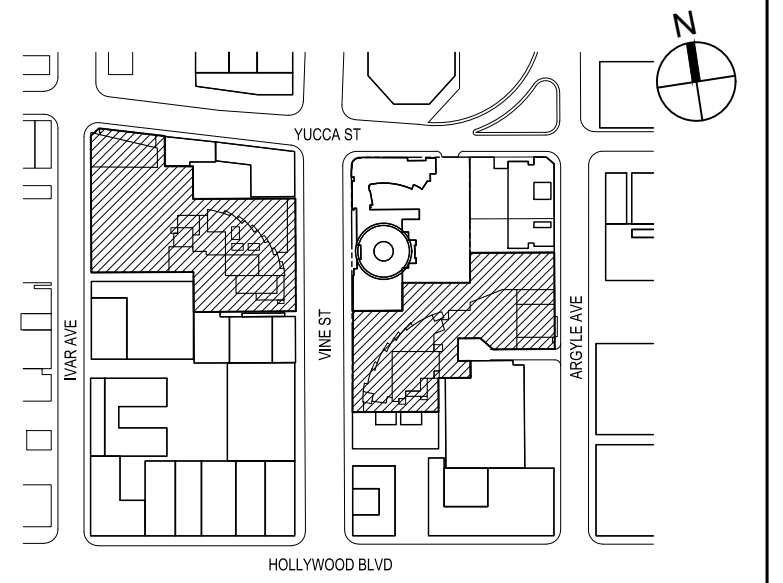 N
YUCCA ST
IVAR AVE
VINE ST
ARGYLE AVE
HOLLYWOOD BLVD